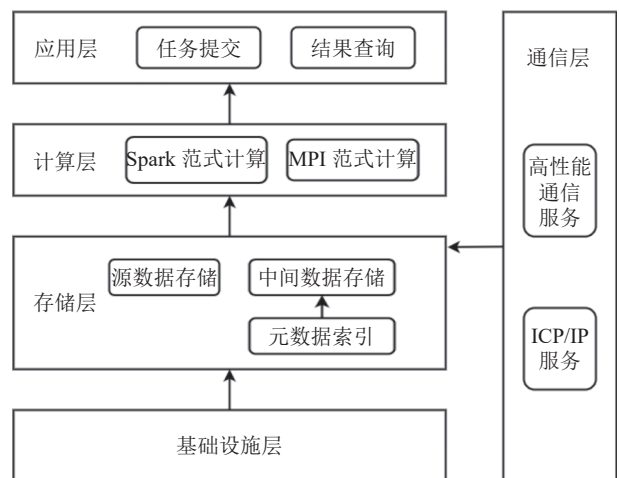 应用层
任务提交
结果查询
计算层
Spark 范式计算
MPI 范式计算
存储层
源数据存储
中间数据存储
元数据索引
基础设施层
通信层
高性能
通信
服务
ICP/IP
服务